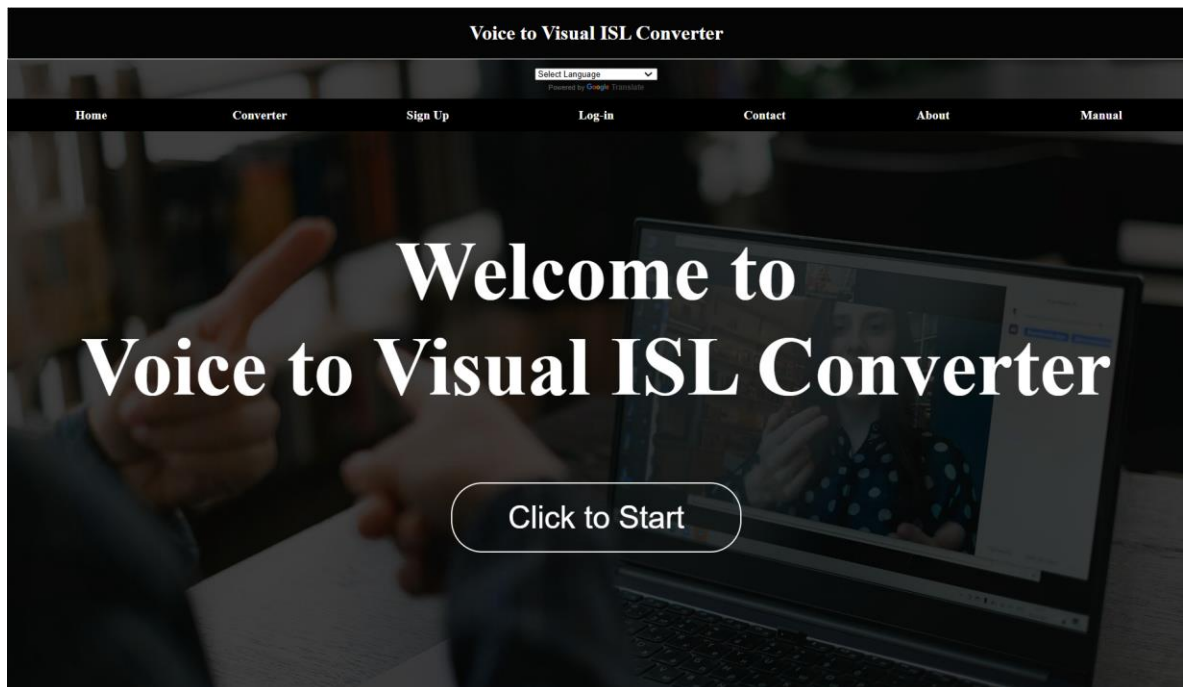 Voice to Visual ISL Converter
Select Language
Powered by Google Translate
Home Converter Sign Up Log-in Contact About Manual
Welcome to
Voice to Visual ISL Converter
Click to Start